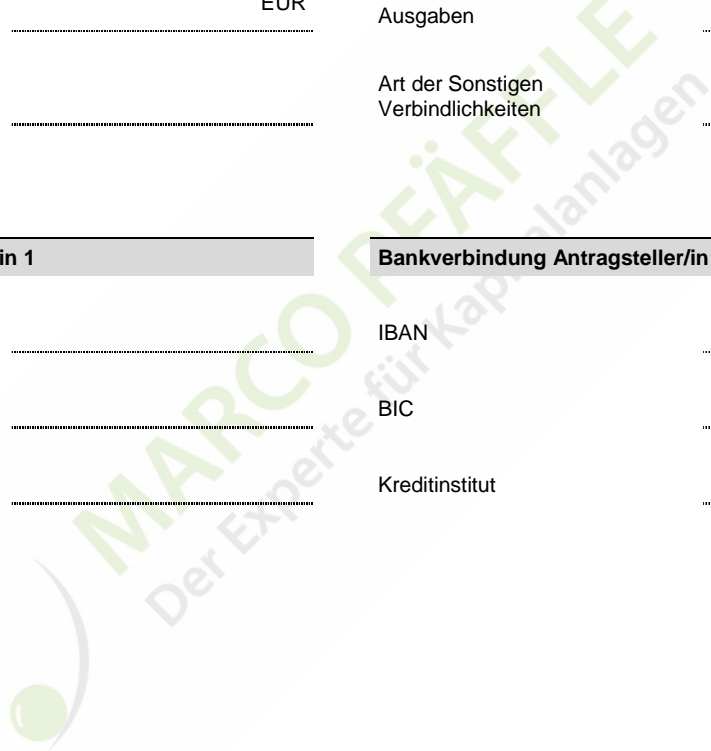 EUR
Ausgaben
Art der Sonstigen
Verbindlichkeiten
in 1
Bankverbindung Antragsteller/in
IBAN
BIC
Kreditinstitut
MARCO PFÄFFLE
Der Experte für Kapitalanlagen